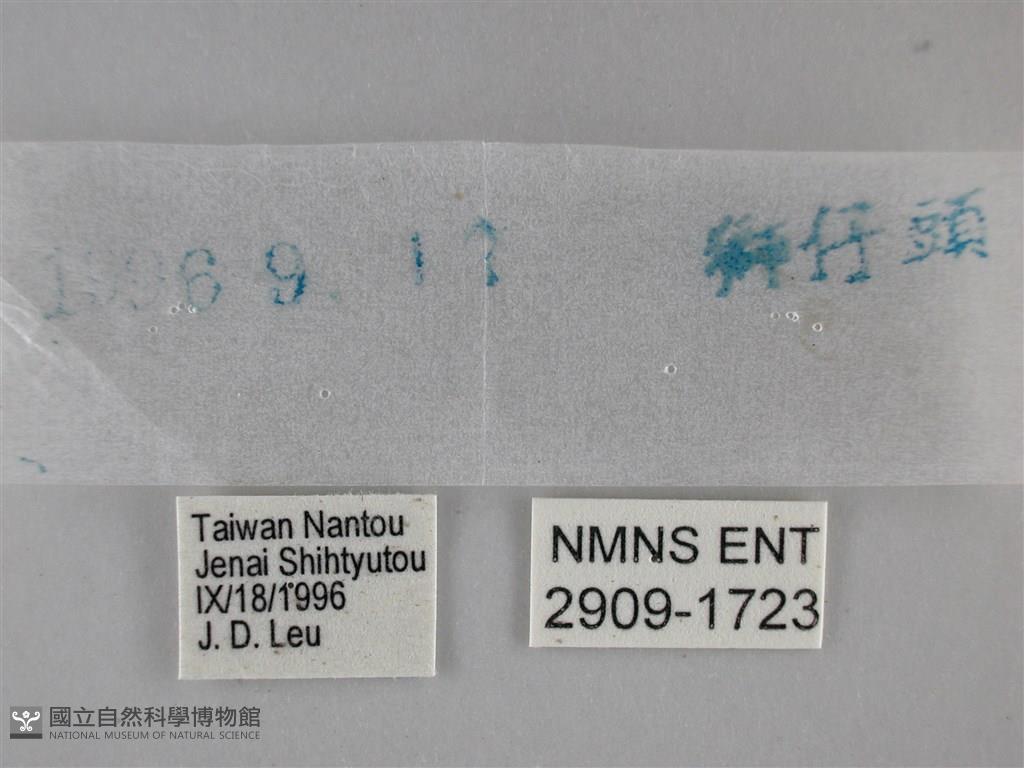 1996 9. 1
獅仔頭
Taiwan Nantou
Jenai Shihtyutou
IX/18/1996
J. D. Leu
NMNS ENT
2909-1723
國立自然科學博物館
NATIONAL MUSEUM OF NATURAL SCIENCE